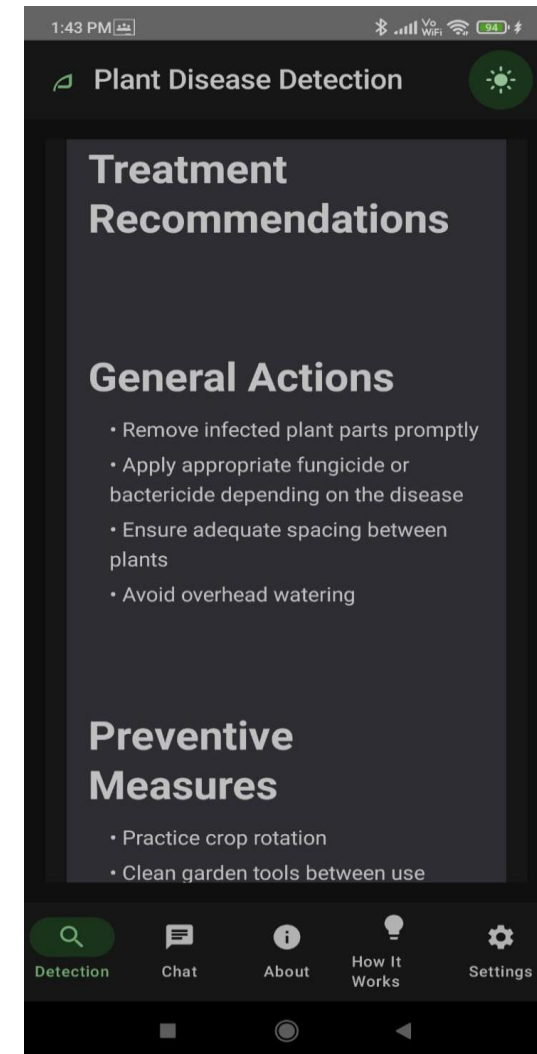 1:43 PM
Vo
WiFi
94
Plant Disease Detection
Treatment
Recommendations
General Actions
• Remove infected plant parts promptly
• Apply appropriate fungicide or
bactericide depending on the disease
• Ensure adequate spacing between
plants
• Avoid overhead watering
Preventive
Measures
• Practice crop rotation
• Clean garden tools between use
Detection
Chat
About
How It
Works
Settings